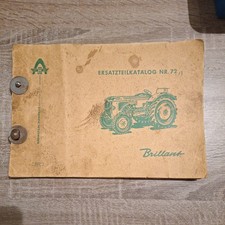 ERSATZTEILKATALOG NR. 72
Brillant